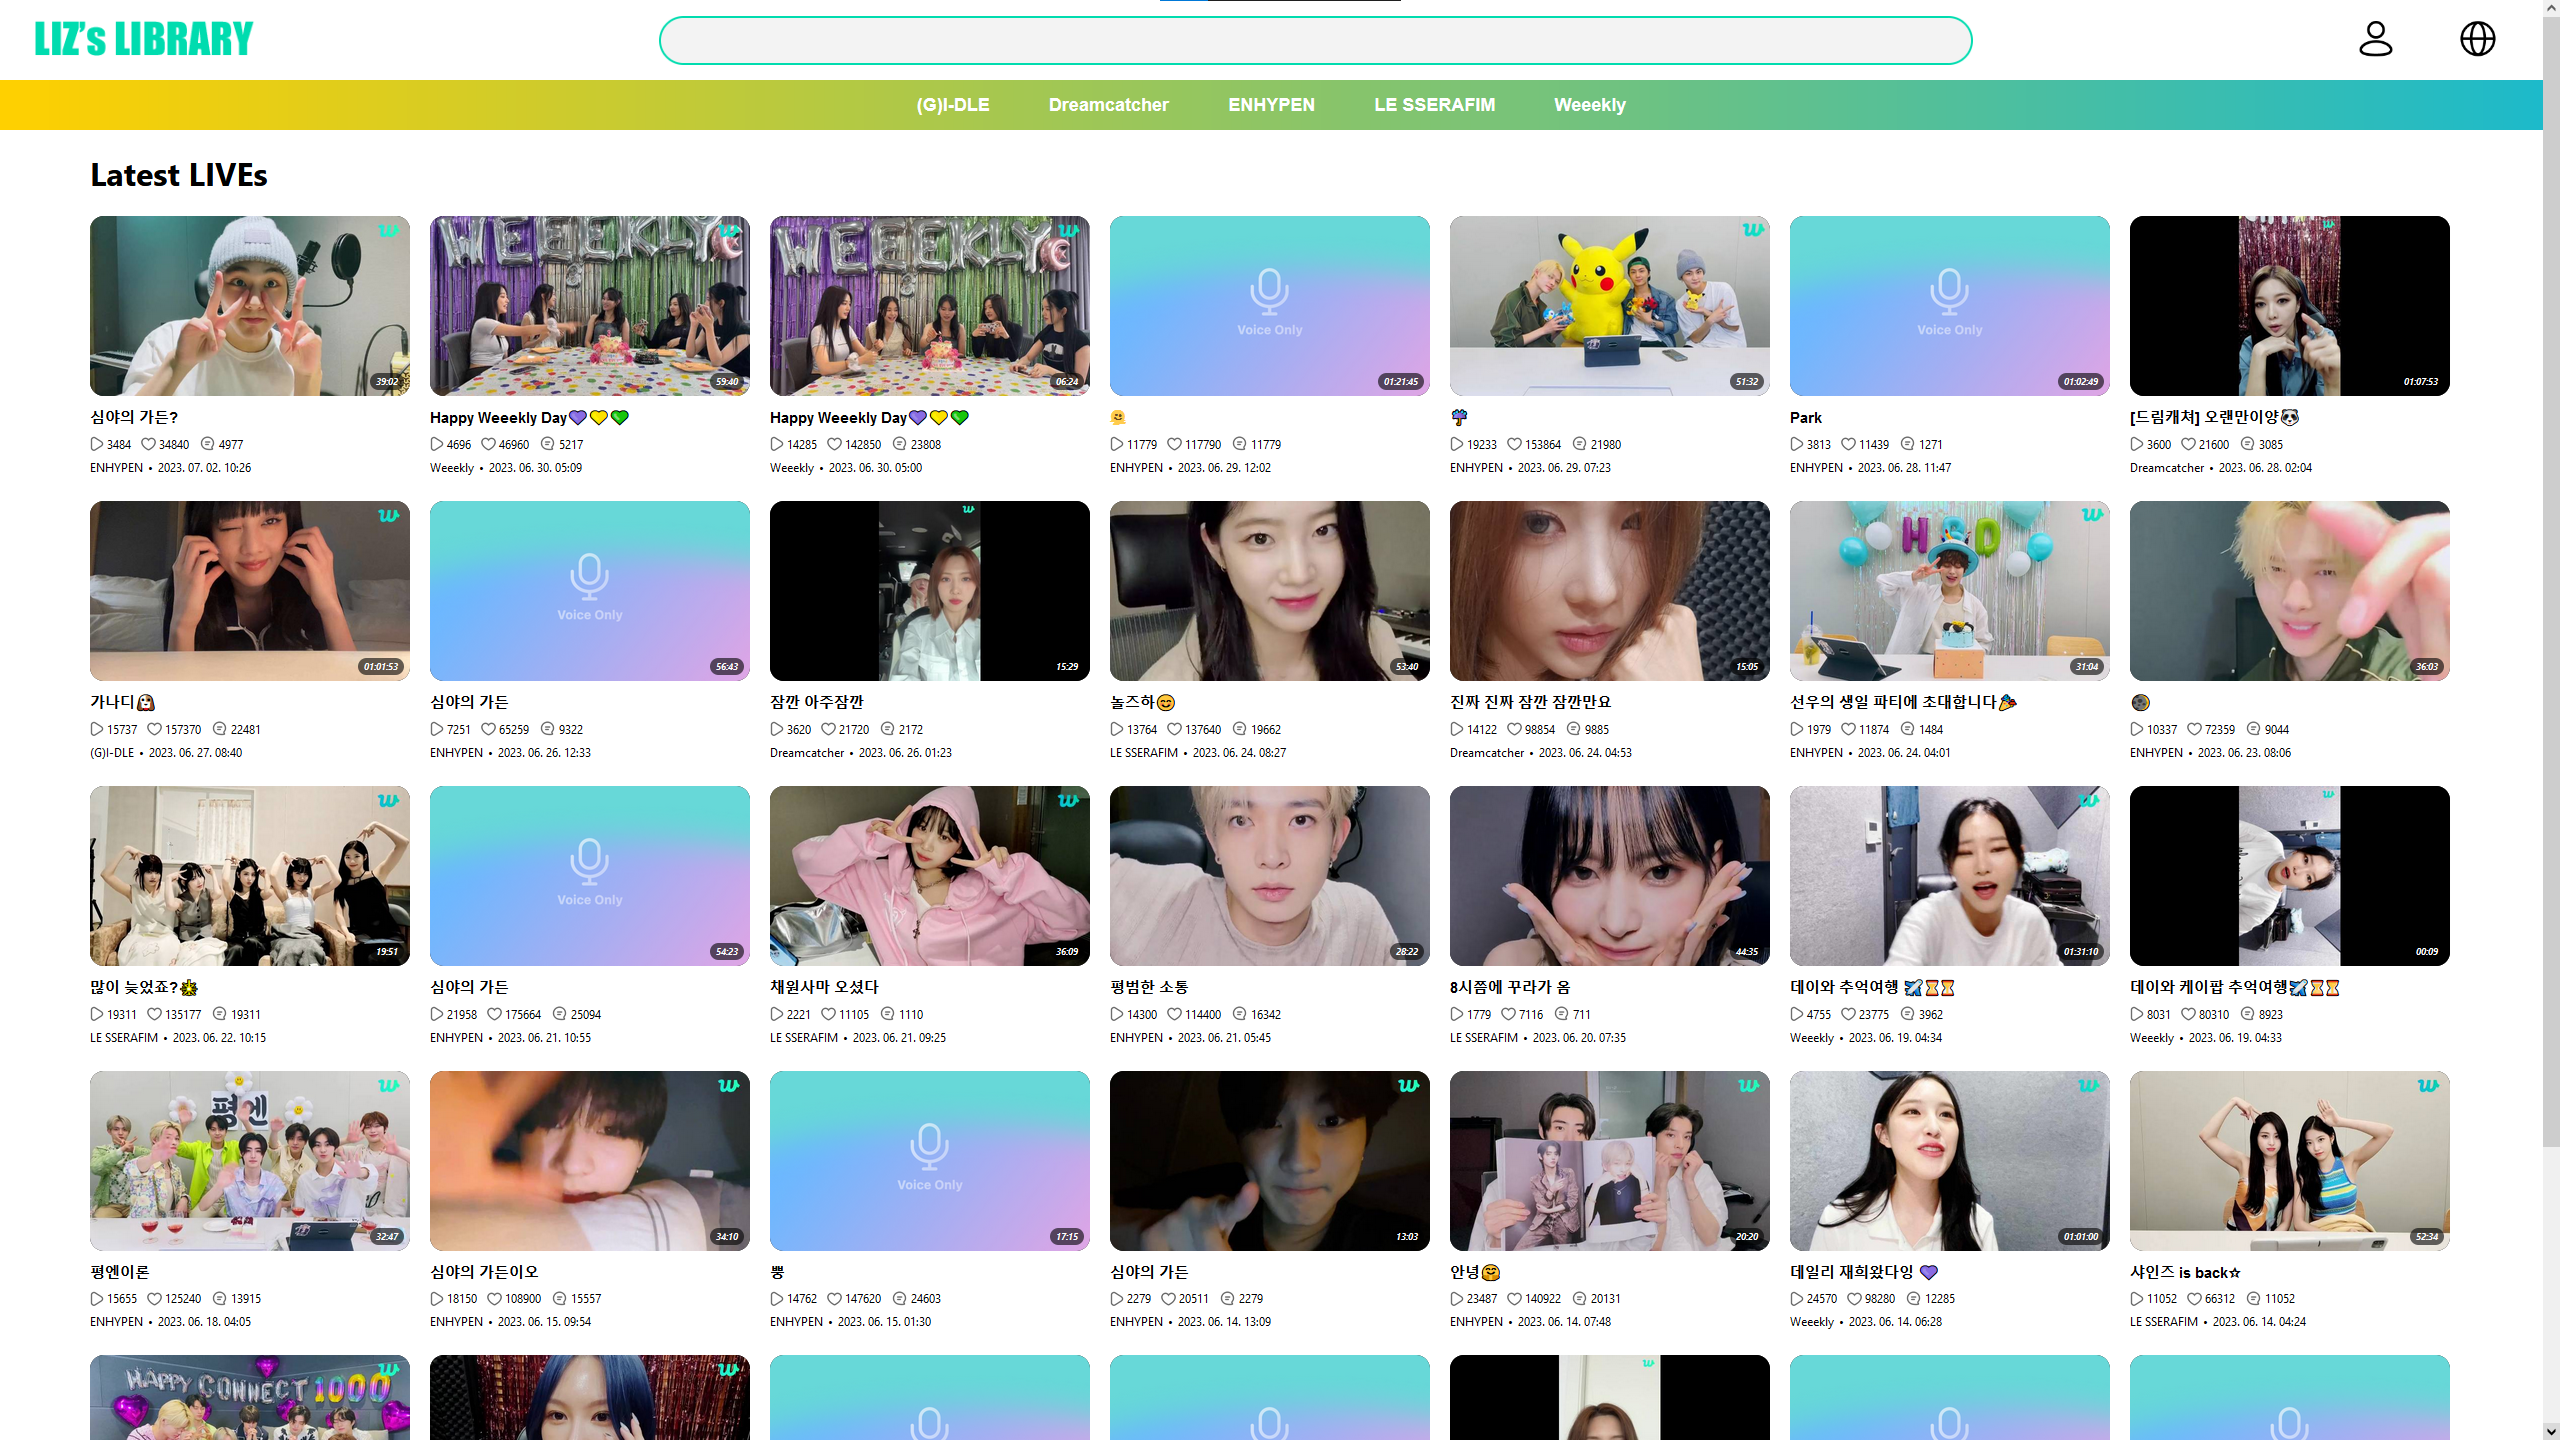 LIZ's LIBRARY
(G)I-DLE Dreamcatcher ENHYPEN LE SSERAFIM Weeekly
Latest LIVEs
WEEEKLY
WEEEKLY
Voice Only
Voice Only
39:02
59:40
06:24
01:21:45
51:32
01:02:49
01:07:53
심야의 가든?
Happy Weeekly Day💜💛💚
Happy Weeekly Day💜💛💚
Park
[드림캐쳐] 오랜만이양🐼
3484 34840 4977
4696 46960 5217
14285 142850 23808
11779 117790 11779
19233 153864 21980
3813 11439 1271
3600 21600 3085
ENHYPEN • 2023. 07. 02. 10:26
Weeekly • 2023. 06. 30. 05:09
Weeekly • 2023. 06. 30. 05:00
ENHYPEN • 2023. 06. 29. 12:02
ENHYPEN • 2023. 06. 29. 07:23
ENHYPEN • 2023. 06. 28. 11:47
Dreamcatcher • 2023. 06. 28. 02:04
Voice Only
01:01:53
56:43
15:29
53:40
15:05
31:04
36:03
가나디🐶
심야의 가든
잠깐 아주잠깐
놀즈하😊
진짜 진짜 잠깐 잠깐만요
선우의 생일 파티에 초대합니다🎉
15737 157370 22481
7251 65259 9322
3620 21720 2172
13764 137640 19662
14122 98854 9885
1979 11874 1484
10337 72359 9044
(G)I-DLE • 2023. 06. 27. 08:40
ENHYPEN • 2023. 06. 26. 12:33
Dreamcatcher • 2023. 06. 26. 01:23
LE SSERAFIM • 2023. 06. 24. 08:27
Dreamcatcher • 2023. 06. 24. 04:53
ENHYPEN • 2023. 06. 24. 04:01
ENHYPEN • 2023. 06. 23. 08:06
Voice Only
19:51
54:23
36:09
28:22
44:35
01:31:10
00:09
많이 늦었죠?
심야의 가든
채원사마 오셨다
평범한 소통
8시쯤에 꾸라가 옴
데이와 추억여행 ✈️⏳⏳
데이와 케이팝 추억여행✈️⏳⏳
19311 135177 19311
21958 175664 25094
2221 11105 1110
14300 114400 16342
1779 7116 711
4755 23775 3962
8031 80310 8923
LE SSERAFIM • 2023. 06. 22. 10:15
ENHYPEN • 2023. 06. 21. 10:55
LE SSERAFIM • 2023. 06. 21. 09:25
ENHYPEN • 2023. 06. 21. 05:45
LE SSERAFIM • 2023. 06. 20. 07:35
Weeekly • 2023. 06. 19. 04:34
Weeekly • 2023. 06. 19. 04:33
평엔
Voice Only
32:47
34:10
17:15
13:03
20:20
01:01:00
52:34
평엔이론
심야의 가든이오
뿡
심야의 가든
안녕🤗
데일리 재희왔다잉 💜
샤인즈 is back☆
15655 125240 13915
18150 108900 15557
14762 147620 24603
2279 20511 2279
23487 140922 20131
24570 98280 12285
11052 66312 11052
ENHYPEN • 2023. 06. 18. 04:05
ENHYPEN • 2023. 06. 15. 09:54
ENHYPEN • 2023. 06. 15. 01:30
ENHYPEN • 2023. 06. 14. 13:09
ENHYPEN • 2023. 06. 14. 07:48
Weeekly • 2023. 06. 14. 06:28
LE SSERAFIM • 2023. 06. 14. 04:24
HAPPY CONNECT 1000